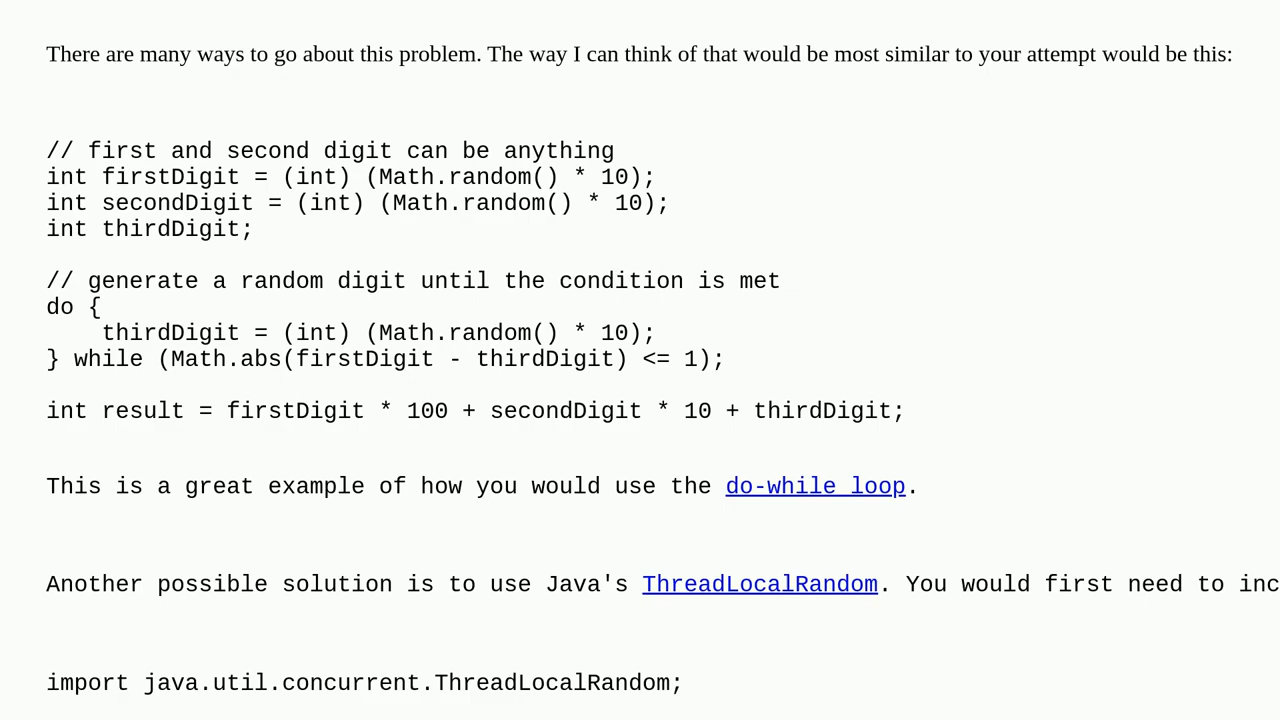 There are many ways to go about this problem. The way I can think of that would be most similar to your attempt would be this:
// first and second digit can be anything
int firstDigit = (int) (Math.random() * 10);
int secondDigit = (int) (Math.random() * 10);
int thirdDigit;
// generate a random digit until the condition is met
do {
    thirdDigit = (int) (Math.random() * 10);
} while (Math.abs(firstDigit - thirdDigit) <= 1);
int result = firstDigit * 100 + secondDigit * 10 + thirdDigit;
This is a great example of how you would use the do-while loop.
Another possible solution is to use Java's ThreadLocalRandom. You would first need to inc
import java.util.concurrent.ThreadLocalRandom;